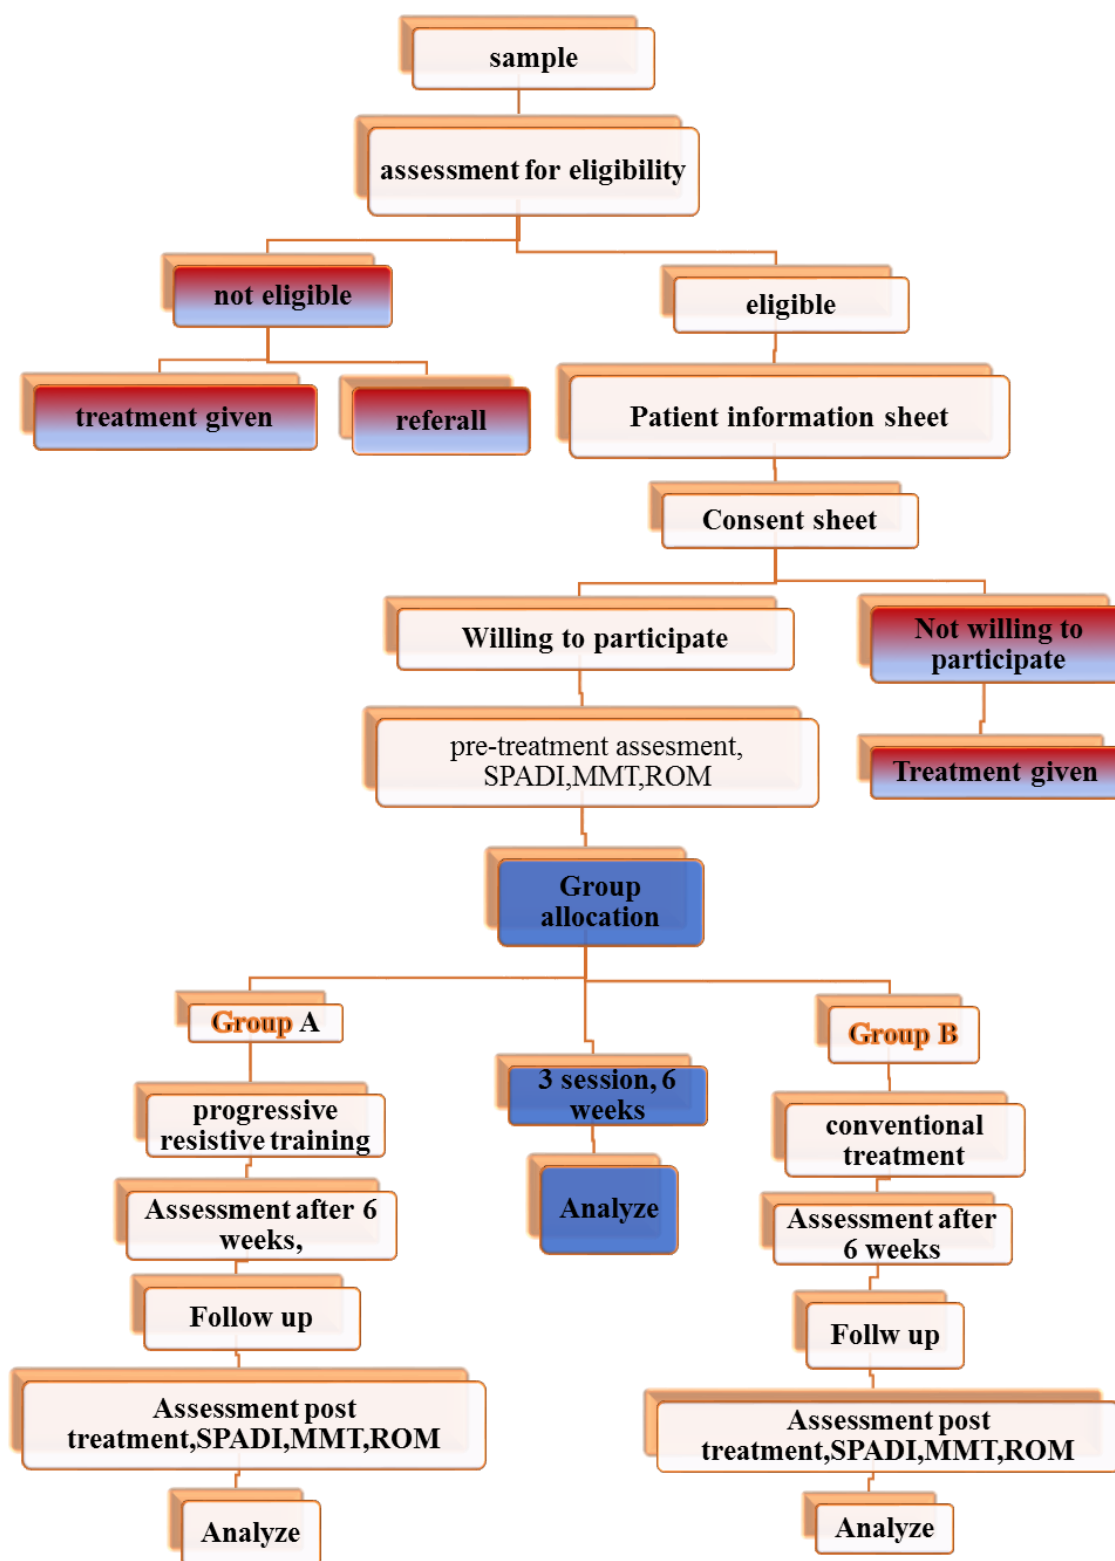 sample
assessment for eligibility
not eligible
eligible
treatment given
referall
Patient information sheet
Consent sheet
Willing to participate
Not willing to
participate
pre-treatment assesment,
SPADI,MMT,ROM
Treatment given
Group
allocation
Group A
3 session, 6
weeks
Group B
progressive
resistive training
conventional
treatment
Assessment after 6
weeks,
Analyze
Assessment after
6 weeks
Follow up
Follw up
Assessment post
treatment,SPADI,MMT,ROM
Assessment post
treatment,SPADI,MMT,ROM
Analyze
Analyze